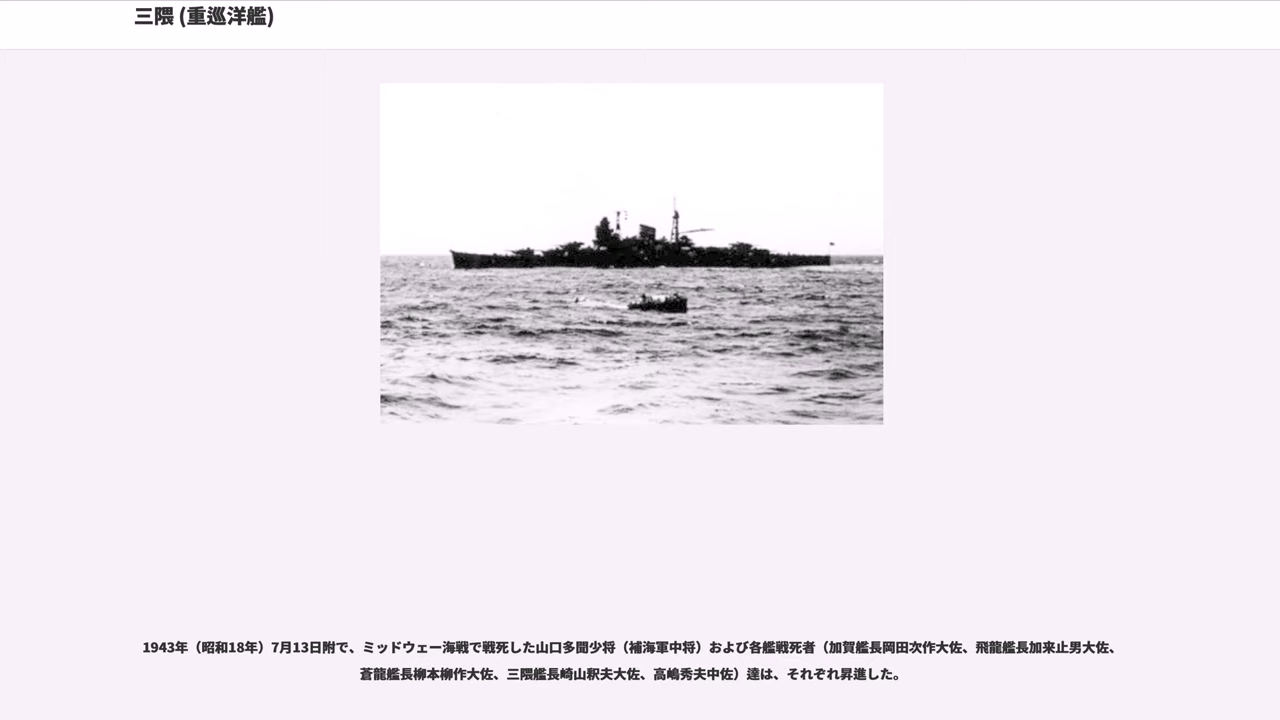 三隈 (重巡洋艦)
1943年（昭和18年）7月13日附で、ミッドウェー海戦で戦死した山口多聞少将（補海軍中将）および各艦戦死者（加賀艦長岡田次作大佐、飛龍艦長加来止男大佐、
蒼龍艦長柳本柳作大佐、三隈艦長崎山釈夫大佐、高嶋秀夫中佐）達は、それぞれ昇進した。